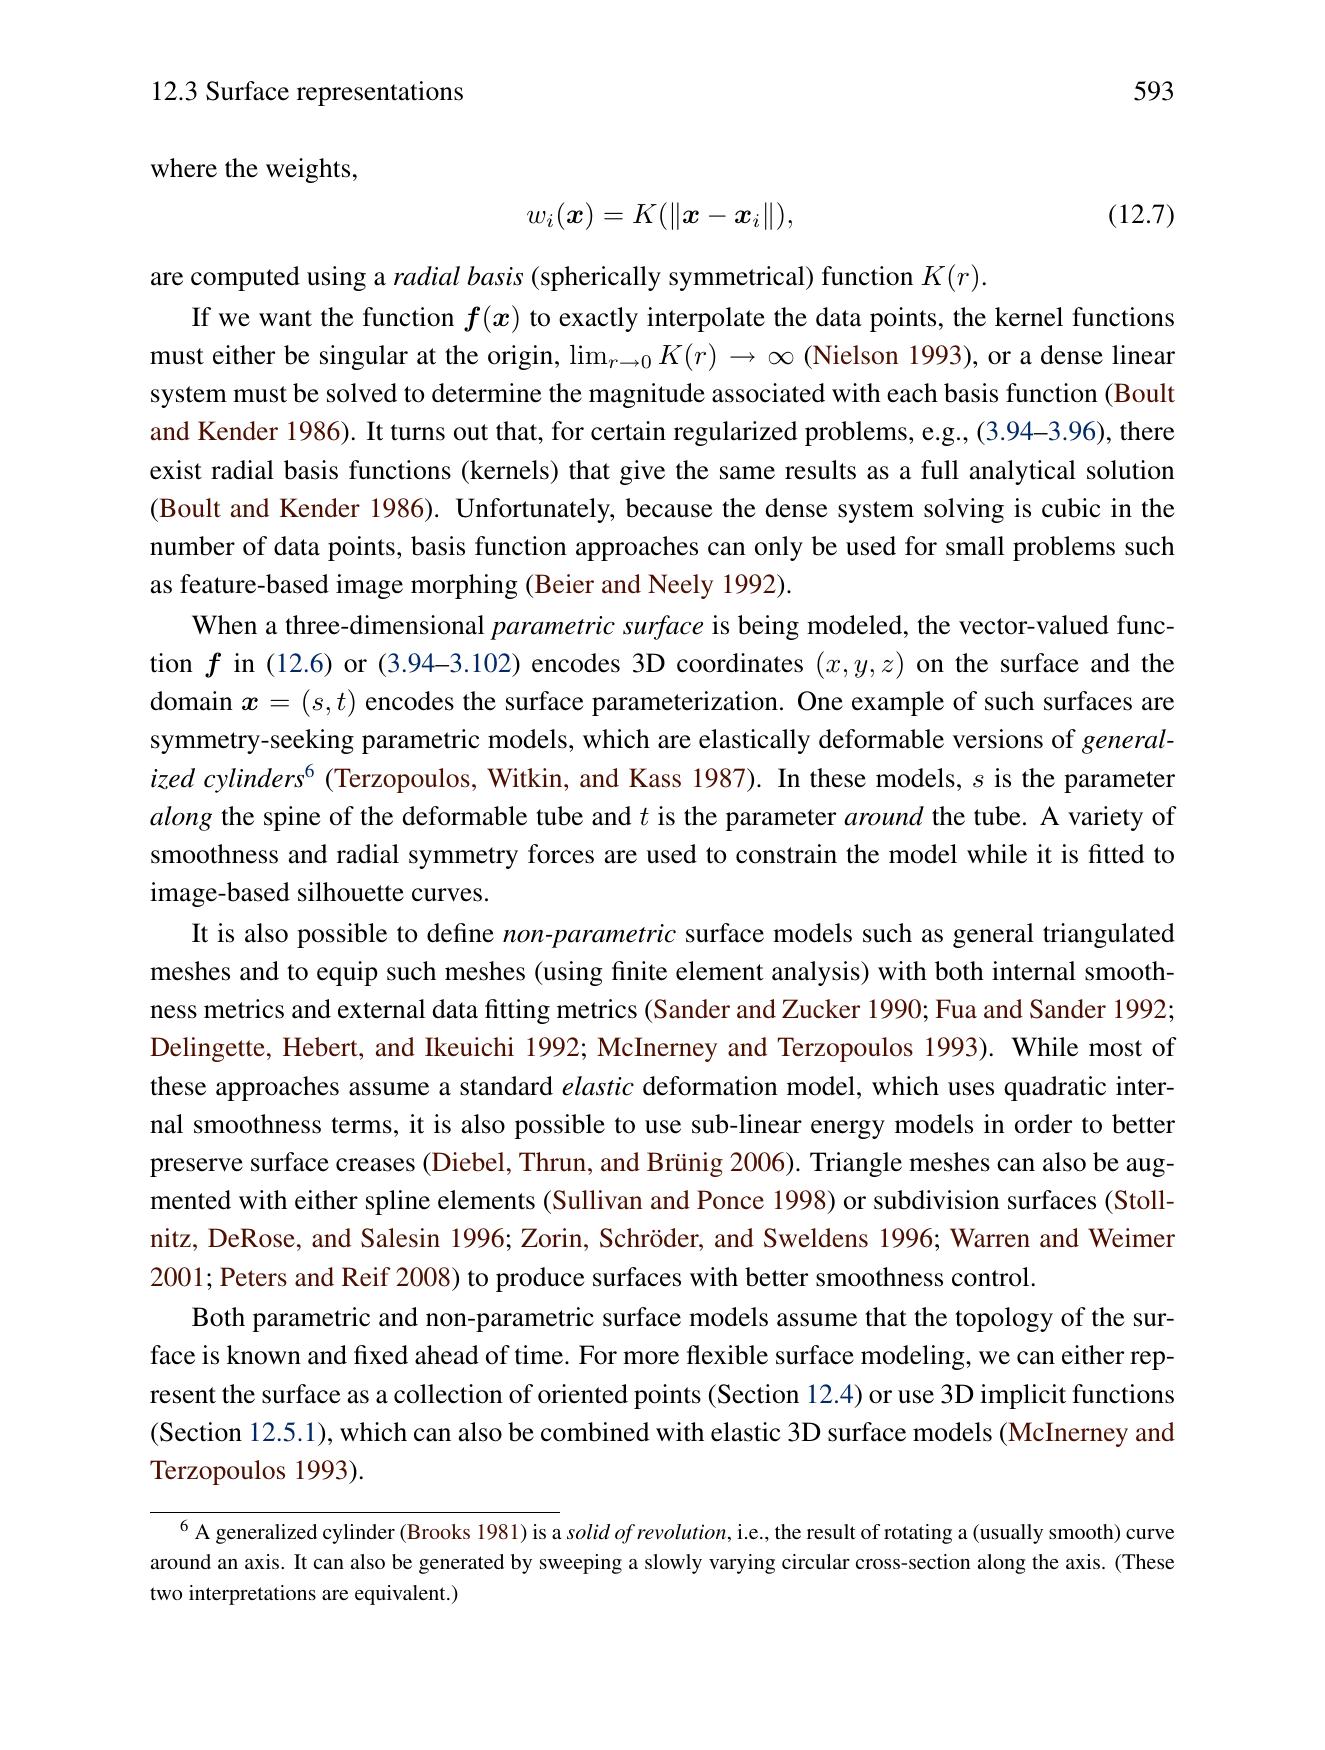 12.3 Surface representations 593
where the weights,
w_i(x) = K(‖x − x_i‖), (12.7)
are computed using a radial basis (spherically symmetrical) function K(r).
If we want the function f(x) to exactly interpolate the data points, the kernel functions
must either be singular at the origin, lim_{r→0} K(r) → ∞ (Nielson 1993), or a dense linear
system must be solved to determine the magnitude associated with each basis function (Boult
and Kender 1986). It turns out that, for certain regularized problems, e.g., (3.94–3.96), there
exist radial basis functions (kernels) that give the same results as a full analytical solution
(Boult and Kender 1986). Unfortunately, because the dense system solving is cubic in the
number of data points, basis function approaches can only be used for small problems such
as feature-based image morphing (Beier and Neely 1992).
When a three-dimensional parametric surface is being modeled, the vector-valued func-
tion f in (12.6) or (3.94–3.102) encodes 3D coordinates (x, y, z) on the surface and the
domain x = (s, t) encodes the surface parameterization. One example of such surfaces are
symmetry-seeking parametric models, which are elastically deformable versions of general-
ized cylinders⁶ (Terzopoulos, Witkin, and Kass 1987). In these models, s is the parameter
along the spine of the deformable tube and t is the parameter around the tube. A variety of
smoothness and radial symmetry forces are used to constrain the model while it is fitted to
image-based silhouette curves.
It is also possible to define non-parametric surface models such as general triangulated
meshes and to equip such meshes (using finite element analysis) with both internal smooth-
ness metrics and external data fitting metrics (Sander and Zucker 1990; Fua and Sander 1992;
Delingette, Hebert, and Ikeuichi 1992; McInerney and Terzopoulos 1993). While most of
these approaches assume a standard elastic deformation model, which uses quadratic inter-
nal smoothness terms, it is also possible to use sub-linear energy models in order to better
preserve surface creases (Diebel, Thrun, and Brünig 2006). Triangle meshes can also be aug-
mented with either spline elements (Sullivan and Ponce 1998) or subdivision surfaces (Stoll-
nitz, DeRose, and Salesin 1996; Zorin, Schröder, and Sweldens 1996; Warren and Weimer
2001; Peters and Reif 2008) to produce surfaces with better smoothness control.
Both parametric and non-parametric surface models assume that the topology of the sur-
face is known and fixed ahead of time. For more flexible surface modeling, we can either rep-
resent the surface as a collection of oriented points (Section 12.4) or use 3D implicit functions
(Section 12.5.1), which can also be combined with elastic 3D surface models (McInerney and
Terzopoulos 1993).
⁶ A generalized cylinder (Brooks 1981) is a solid of revolution, i.e., the result of rotating a (usually smooth) curve
around an axis. It can also be generated by sweeping a slowly varying circular cross-section along the axis. (These
two interpretations are equivalent.)